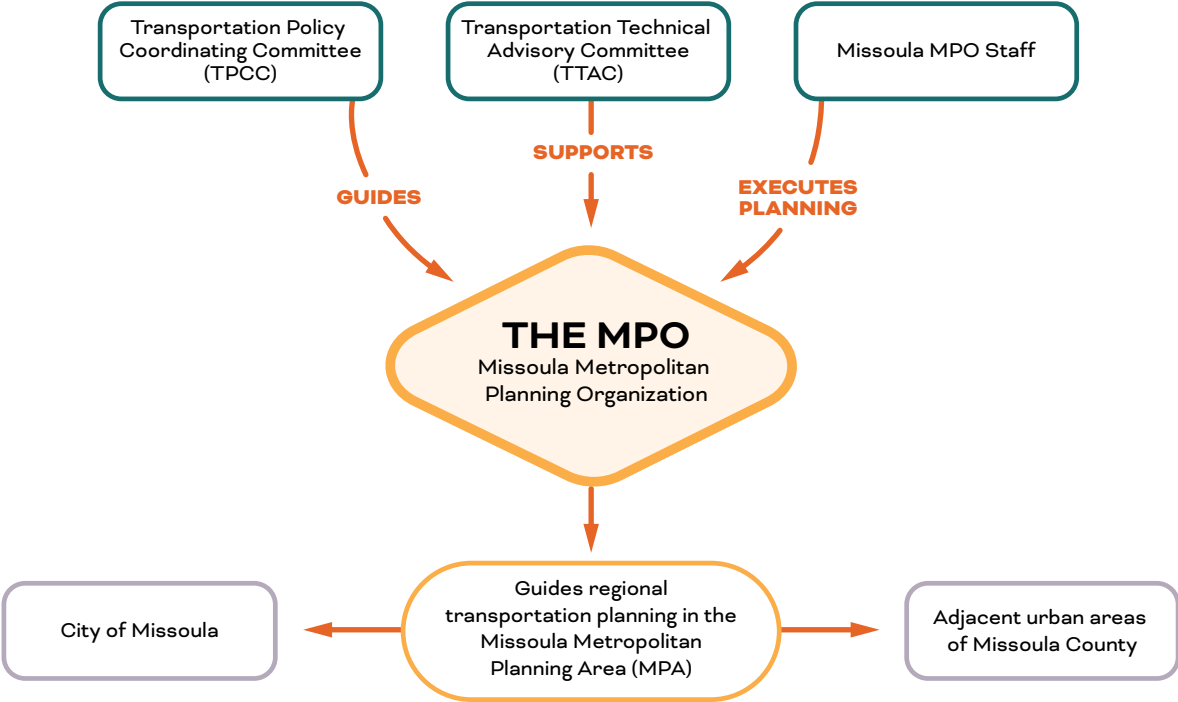 Transportation Policy
Coordinating Committee
(TPCC)
Transportation Technical
Advisory Committee
(TTAC)
Missoula MPO Staff
GUIDES
SUPPORTS
EXECUTES
PLANNING
THE MPO
Missoula Metropolitan
Planning Organization
City of Missoula
Guides regional
transportation planning in the
Missoula Metropolitan
Planning Area (MPA)
Adjacent urban areas
of Missoula County